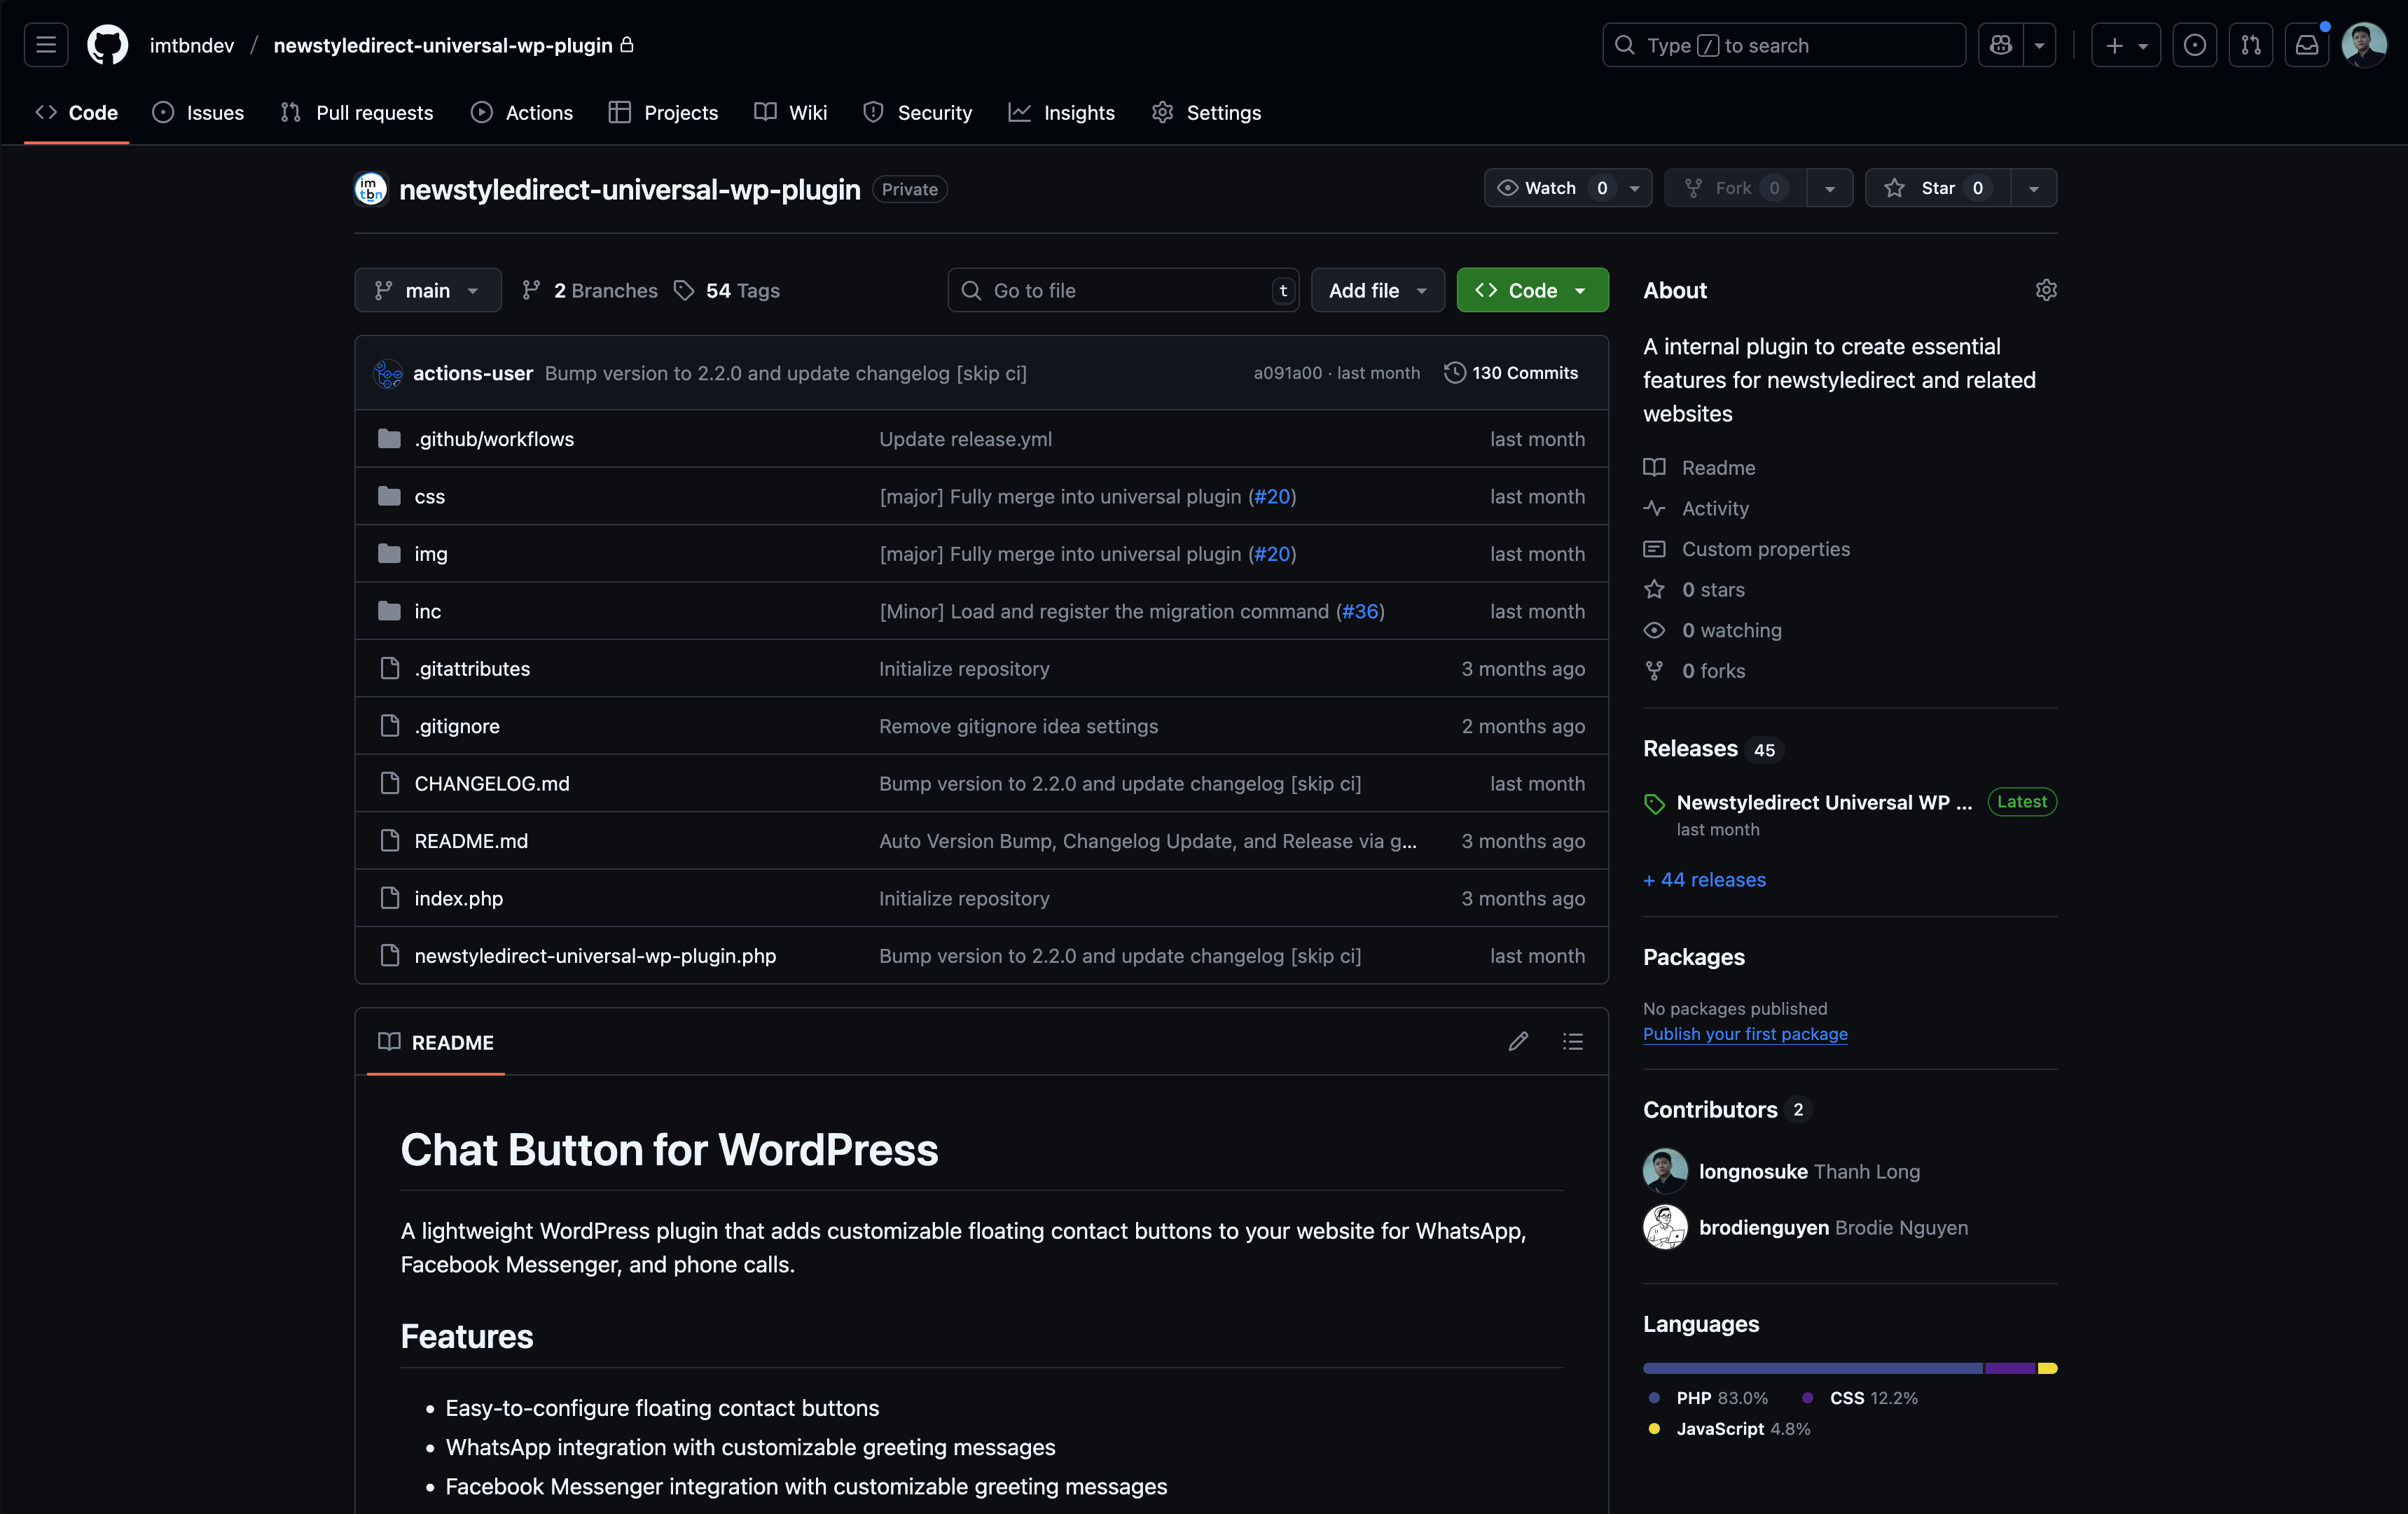 imtbndev / newstyledirect-universal-wp-plugin
Type / to search
Code Issues Pull requests Actions Projects Wiki Security Insights Settings
im tbn
newstyledirect-universal-wp-plugin Private
Watch 0
Fork 0
Star 0
main
2 Branches
54 Tags
Go to file t
Add file
Code
actions-user Bump version to 2.2.0 and update changelog [skip ci] a091a00 · last month 130 Commits
.github/workflows Update release.yml last month
css [major] Fully merge into universal plugin (#20) last month
img [major] Fully merge into universal plugin (#20) last month
inc [Minor] Load and register the migration command (#36) last month
.gitattributes Initialize repository 3 months ago
.gitignore Remove gitignore idea settings 2 months ago
CHANGELOG.md Bump version to 2.2.0 and update changelog [skip ci] last month
README.md Auto Version Bump, Changelog Update, and Release via g... 3 months ago
index.php Initialize repository 3 months ago
newstyledirect-universal-wp-plugin.php Bump version to 2.2.0 and update changelog [skip ci] last month
README
Chat Button for WordPress
A lightweight WordPress plugin that adds customizable floating contact buttons to your website for WhatsApp,
Facebook Messenger, and phone calls.
Features
• Easy-to-configure floating contact buttons
• WhatsApp integration with customizable greeting messages
• Facebook Messenger integration with customizable greeting messages
About
A internal plugin to create essential
features for newstyledirect and related
websites
Readme
Activity
Custom properties
0 stars
0 watching
0 forks
Releases 45
Newstyledirect Universal WP ... Latest
last month
+ 44 releases
Packages
No packages published
Publish your first package
Contributors 2
longnosuke Thanh Long
brodienguyen Brodie Nguyen
Languages
PHP 83.0% CSS 12.2%
JavaScript 4.8%